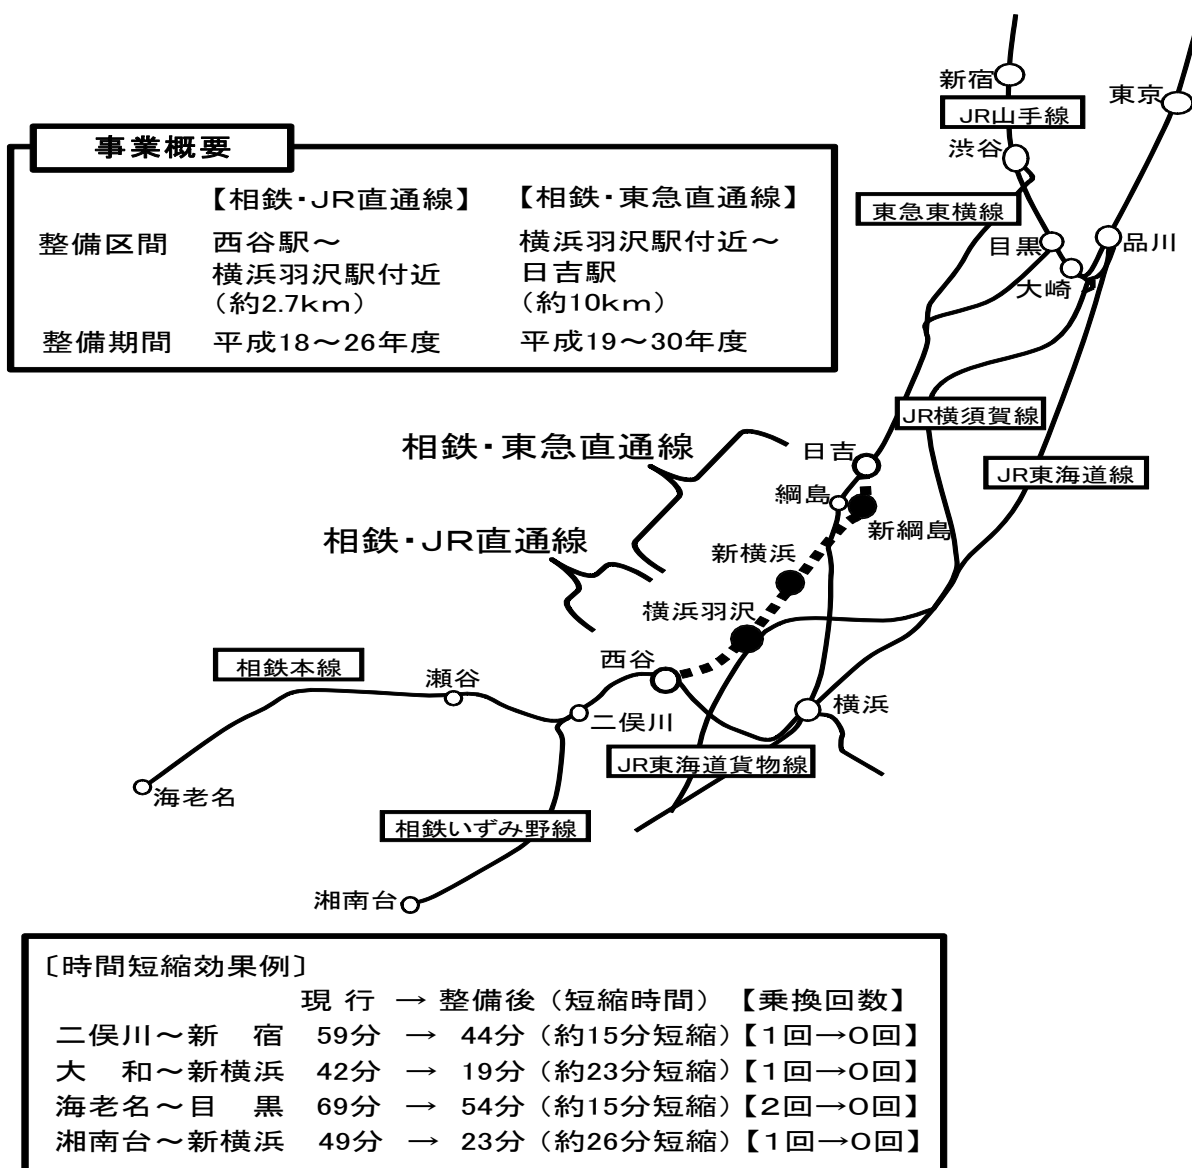 新宿
東京
JR山手線
渋谷
東急東横線
目黒
品川
大崎
事業概要
【相鉄・JR直通線】 【相鉄・東急直通線】
整備区間 西谷駅～ 横浜羽沢駅付近～
横浜羽沢駅付近 日吉駅
(約2.7km) (約10km)
整備期間 平成18～26年度 平成19～30年度
JR横須賀線
相鉄・東急直通線
日吉
JR東海道線
綱島
新綱島
相鉄・JR直通線
新横浜
横浜羽沢
西谷
相鉄本線
瀬谷
二俣川
横浜
JR東海道貨物線
海老名
相鉄いずみ野線
湘南台
〔時間短縮効果例〕
現 行 → 整備後（短縮時間）【乗換回数】
二俣川～新　宿 59分 → 44分（約15分短縮）【1回→0回】
大　和～新横浜 42分 → 19分（約23分短縮）【1回→0回】
海老名～目　黒 69分 → 54分（約15分短縮）【2回→0回】
湘南台～新横浜 49分 → 23分（約26分短縮）【1回→0回】